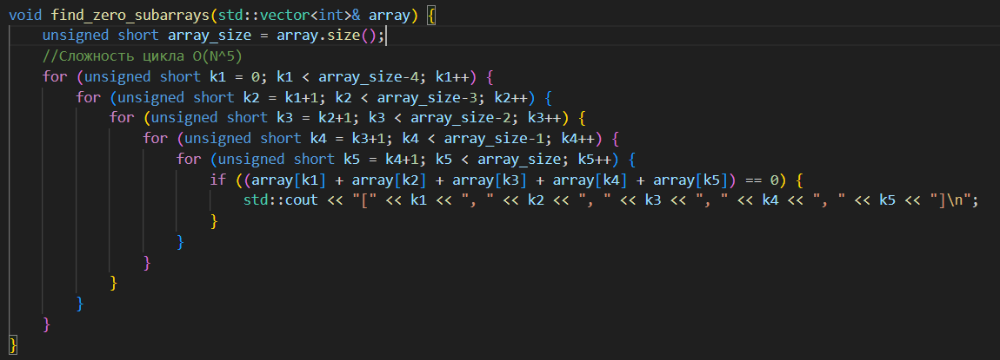 void find_zero_subarrays(std::vector<int>& array) {
    unsigned short array_size = array.size();
    //Сложность цикла O(N^5)
    for (unsigned short k1 = 0; k1 < array_size-4; k1++) {
        for (unsigned short k2 = k1+1; k2 < array_size-3; k2++) {
            for (unsigned short k3 = k2+1; k3 < array_size-2; k3++) {
                for (unsigned short k4 = k3+1; k4 < array_size-1; k4++) {
                    for (unsigned short k5 = k4+1; k5 < array_size; k5++) {
                        if ((array[k1] + array[k2] + array[k3] + array[k4] + array[k5]) == 0) {
                            std::cout << "[" << k1 << ", " << k2 << ", " << k3 << ", " << k4 << ", " << k5 << "]\n";
                        }
                    }
                }
            }
        }
    }
}